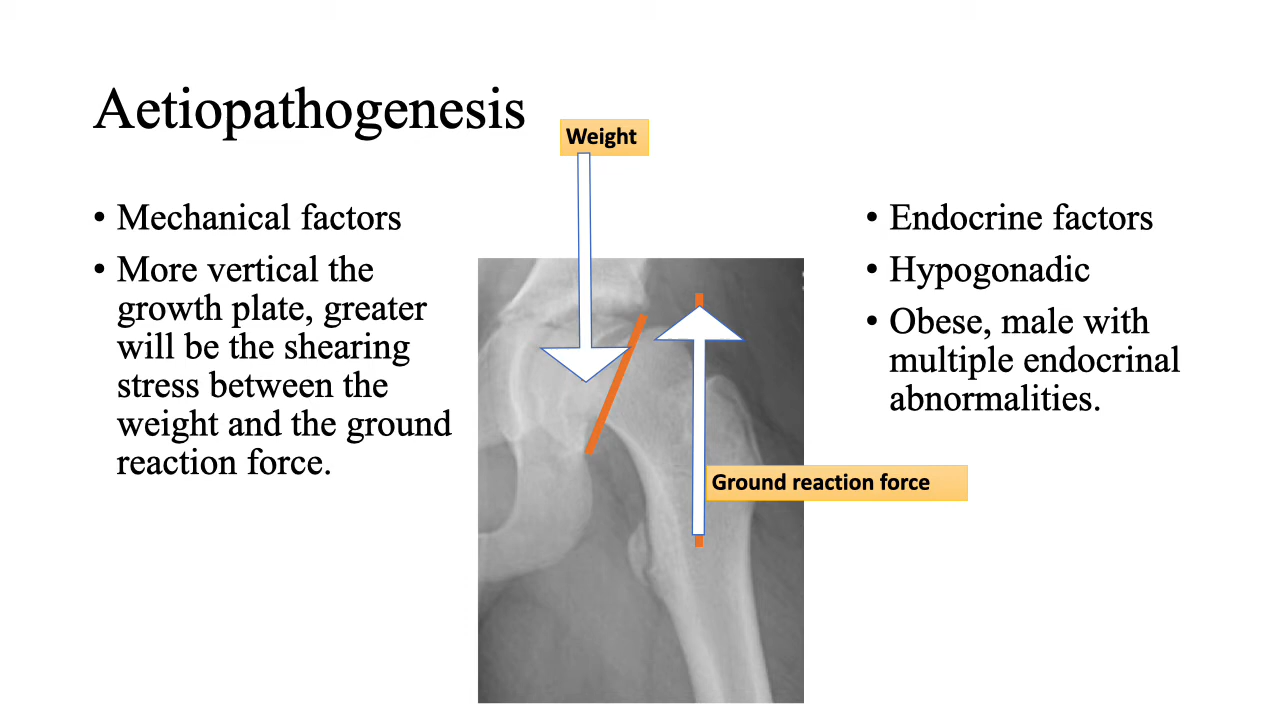 Aetiopathogenesis
Weight
• Mechanical factors
• More vertical the
growth plate, greater
will be the shearing
stress between the
weight and the ground
reaction force.
Ground reaction force
• Endocrine factors
• Hypogonadic
• Obese, male with
multiple endocrinal
abnormalities.